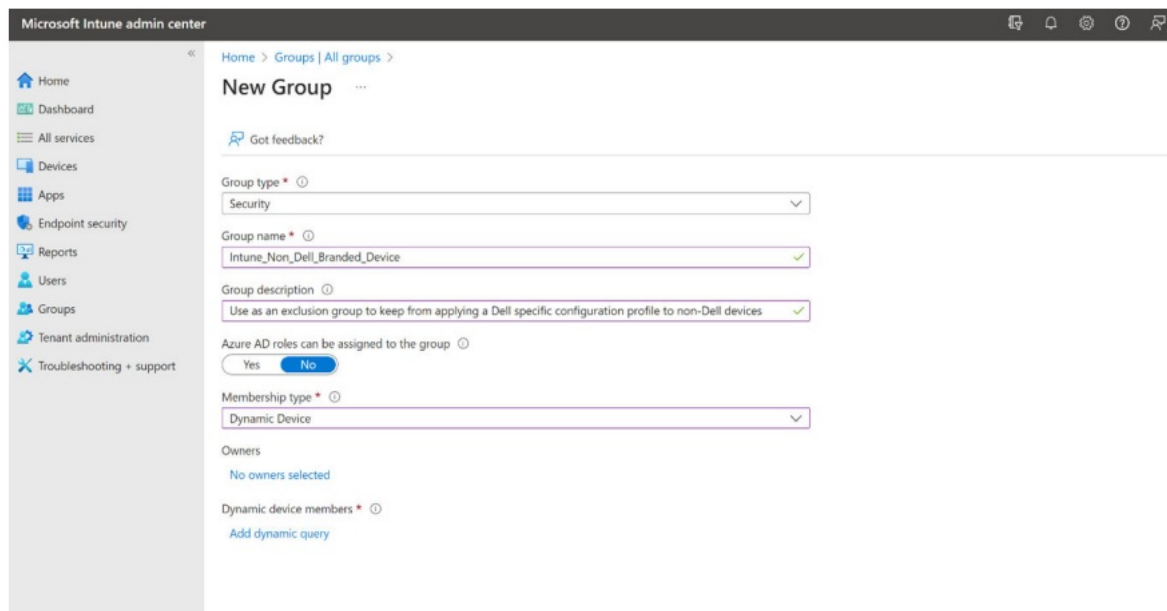 Microsoft Intune admin center
«
Home > Groups | All groups >
Home
New Group ...
Dashboard
All services
Got feedback?
Devices
Apps
Group type *
Security
Endpoint security
Group name *
Reports
Intune_Non_Dell_Branded_Device
Users
Group description
Groups
Use as an exclusion group to keep from applying a Dell specific configuration profile to non-Dell devices
Tenant administration
Azure AD roles can be assigned to the group
Troubleshooting + support
Yes No
Membership type *
Dynamic Device
Owners
No owners selected
Dynamic device members *
Add dynamic query